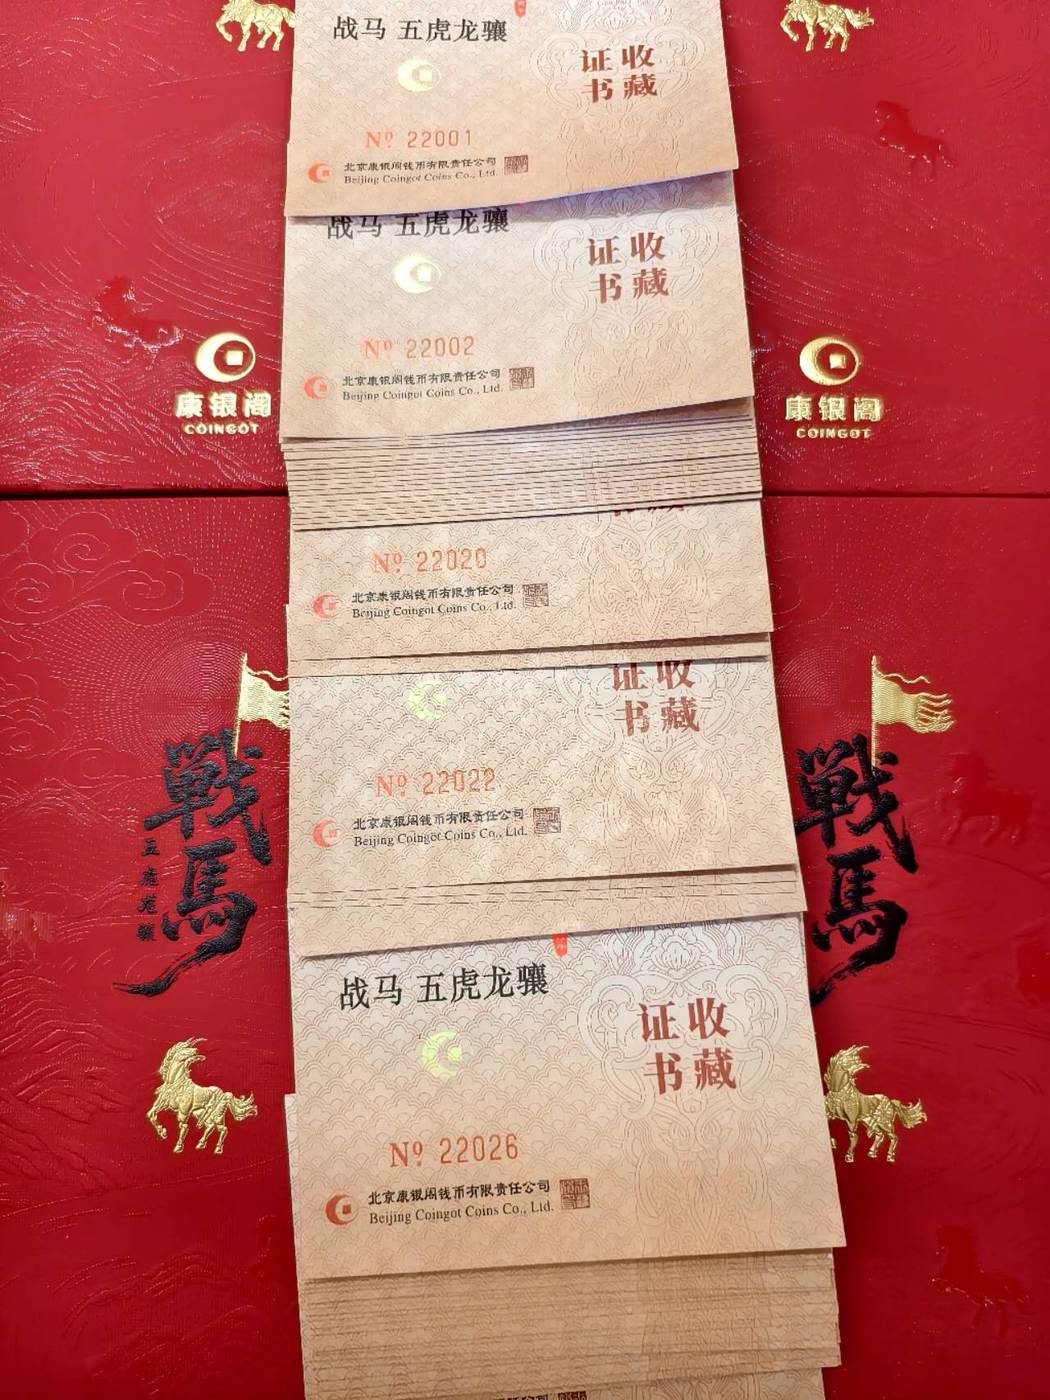 战马 五虎龙骧
证收
书藏
Nº 22001
北京康银阁钱币有限责任公司
Beijing Coingot Coins Co., Ltd.
战马 五虎龙骧
证收
书藏
Nº 22002
北京康银阁钱币有限责任公司
Beijing Coingot Coins Co., Ltd.
康银阁
COINGOT
康银阁
COINGOT
Nº 22020
北京康银阁钱币有限责任公司
Beijing Coingot Coins Co., Ltd.
证收
书藏
Nº 22022
北京康银阁钱币有限责任公司
Beijing Coingot Coins Co., Ltd.
戰馬
五虎龙骧
戰馬
战马 五虎龙骧
证收
书藏
Nº 22026
北京康银阁钱币有限责任公司
Beijing Coingot Coins Co., Ltd.